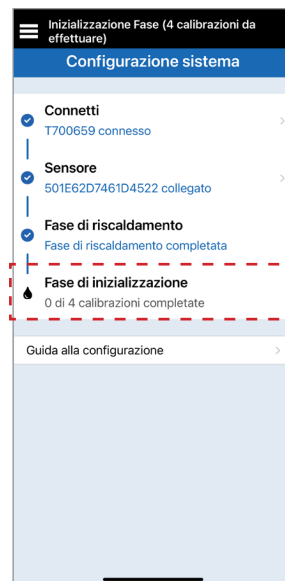 Inizializzazione Fase (4 calibrazioni da
effettuare)
Configurazione sistema
Connetti
T700659 connesso
Sensore
501E62D7461D4522 collegato
Fase di riscaldamento
Fase di riscaldamento completata
Fase di inizializzazione
0 di 4 calibrazioni completate
Guida alla configurazione